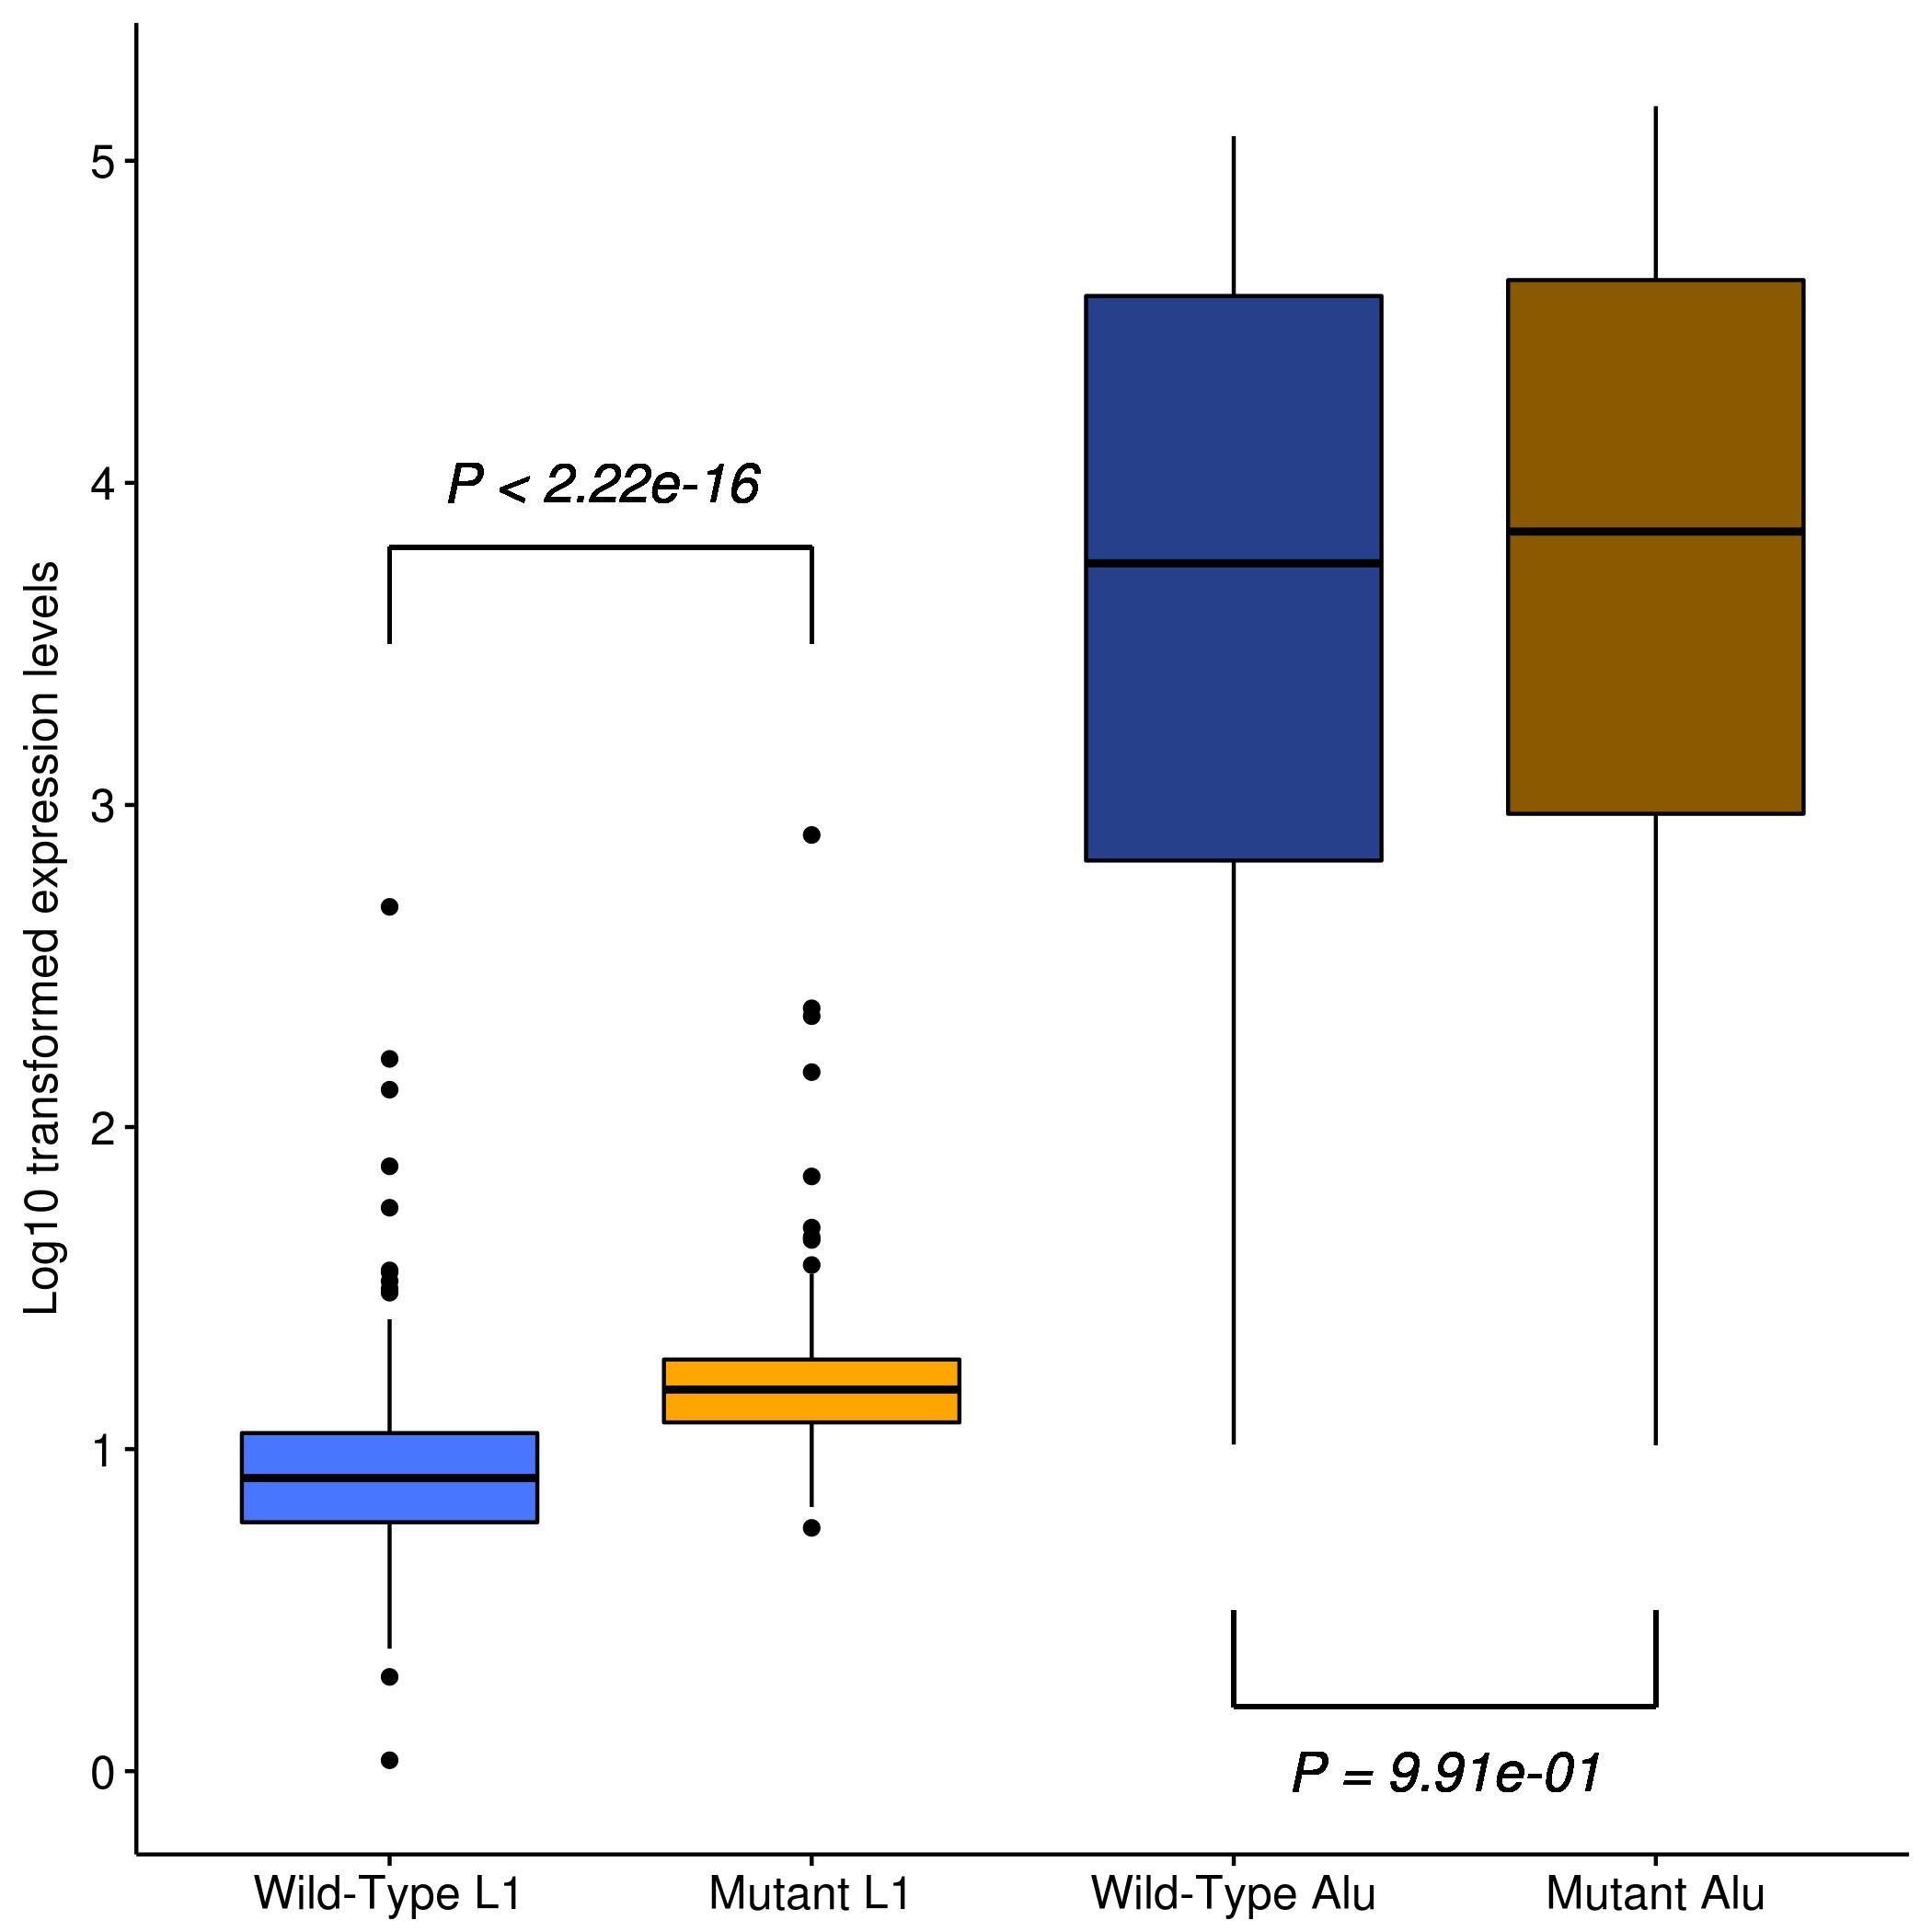 Log10 transformed expression levels
5
4
3
2
1
0
P < 2.22e-16
P = 9.91e-01
Wild-Type L1
Mutant L1
Wild-Type Alu
Mutant Alu